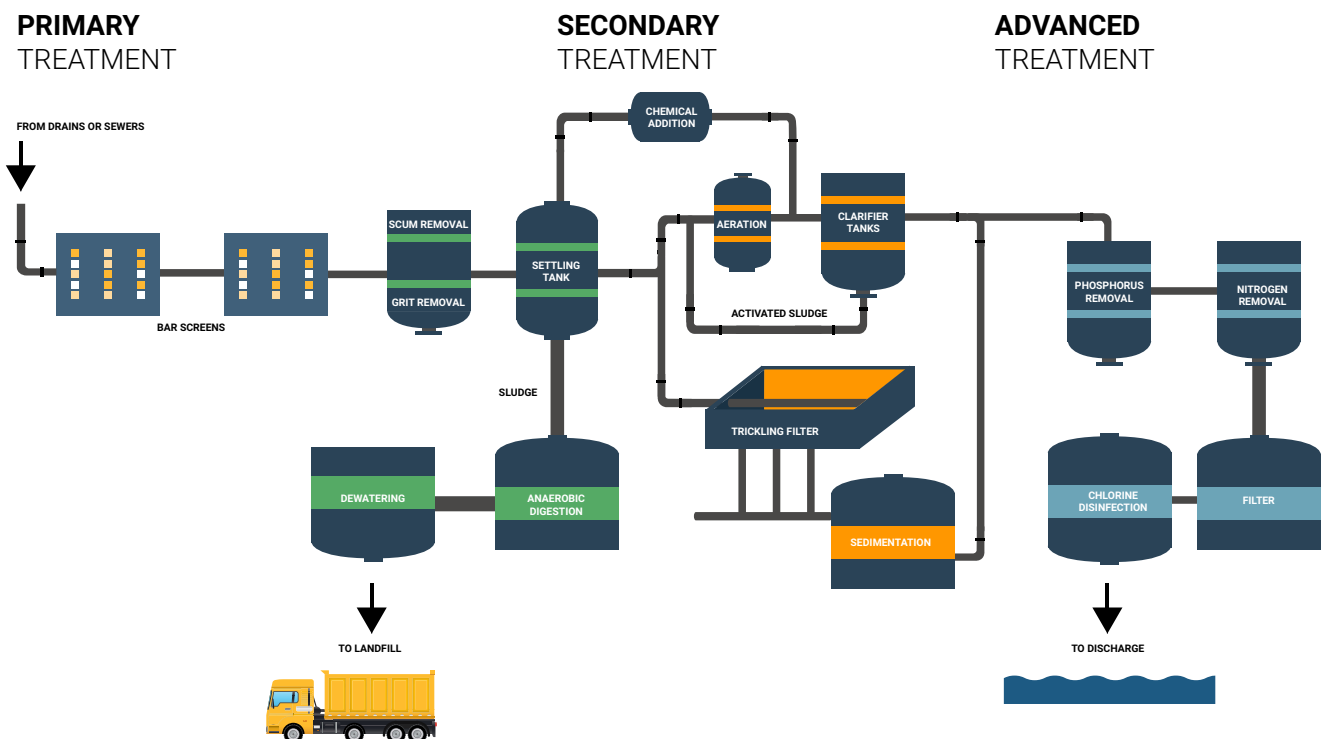 PRIMARY
TREATMENT
SECONDARY
TREATMENT
ADVANCED
TREATMENT
FROM DRAINS OR SEWERS
CHEMICAL
ADDITION
SCUM REMOVAL
GRIT REMOVAL
BAR SCREENS
SETTLING
TANK
AERATION
CLARIFIER
TANKS
ACTIVATED SLUDGE
PHOSPHORUS
REMOVAL
NITROGEN
REMOVAL
SLUDGE
TRICKLING FILTER
DEWATERING
ANAEROBIC
DIGESTION
SEDIMENTATION
CHLORINE
DISINFECTION
FILTER
TO LANDFILL
TO DISCHARGE